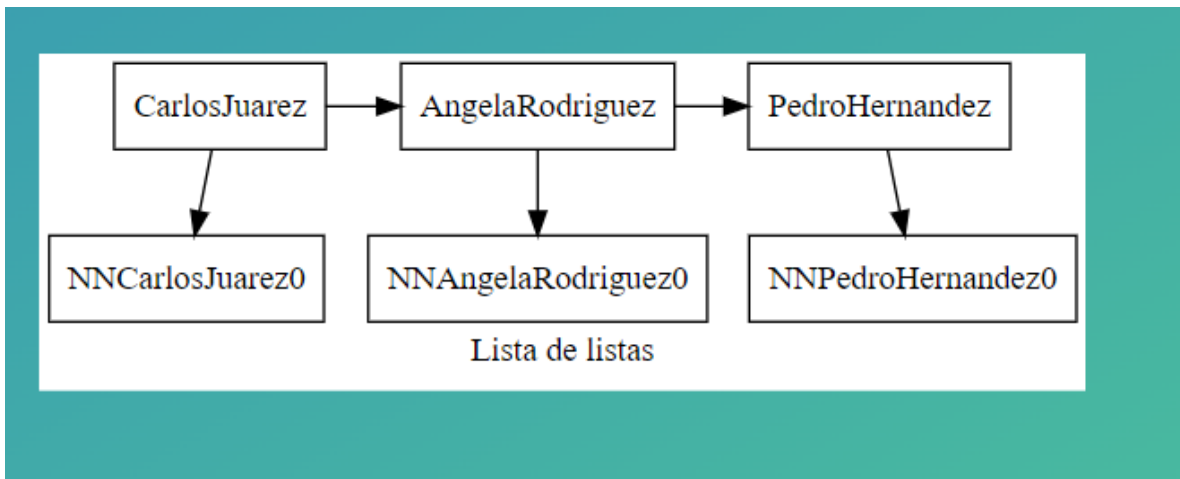 CarlosJuarez
AngelaRodriguez
PedroHernandez
NNCarlosJuarez0
NNAngelaRodriguez0
NNPedroHernandez0
Lista de listas